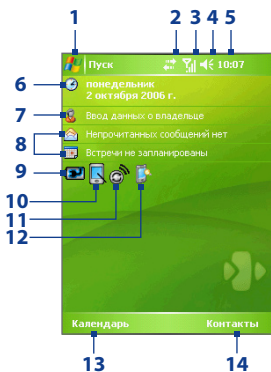 1 2 3 4 5
Пуск 10:07
6 понедельник
2 октября 2006 г.
7 Ввод данных о владельце
8 Непрочитанных сообщений нет
Встречи не запланированы
9
10
11
12
Календарь Контакты
13 14